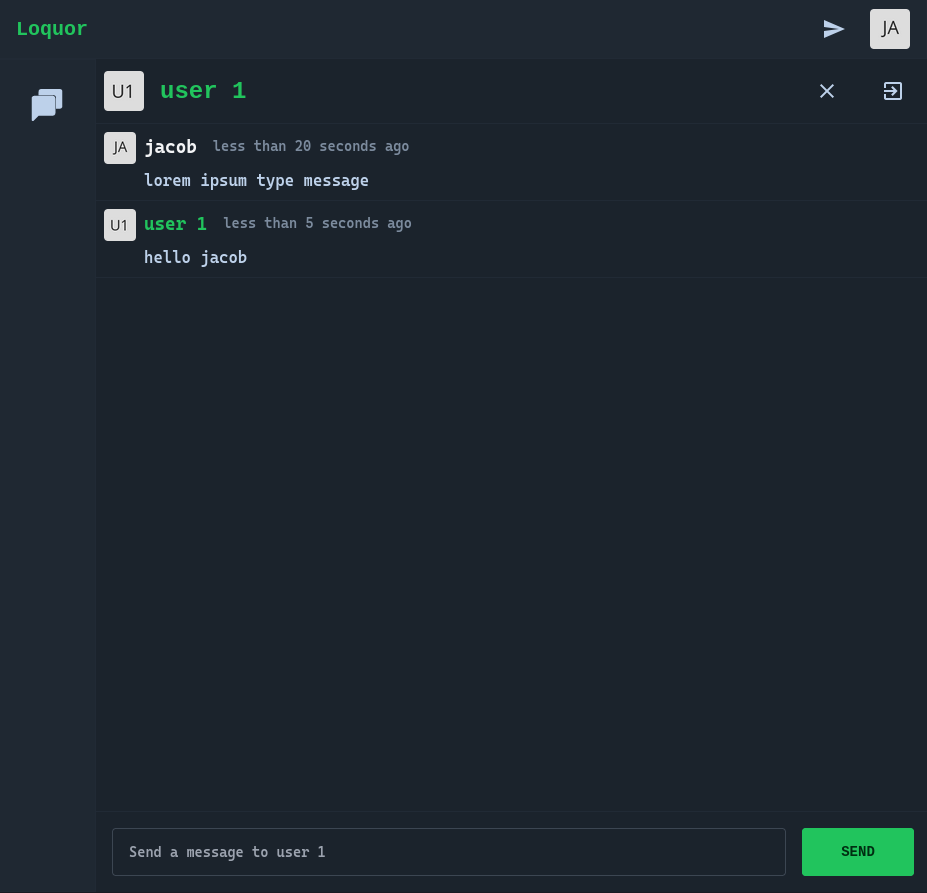 Loquor
JA
U1 user 1
JA jacob less than 20 seconds ago
lorem ipsum type message
U1 user 1 less than 5 seconds ago
hello jacob
Send a message to user 1
SEND